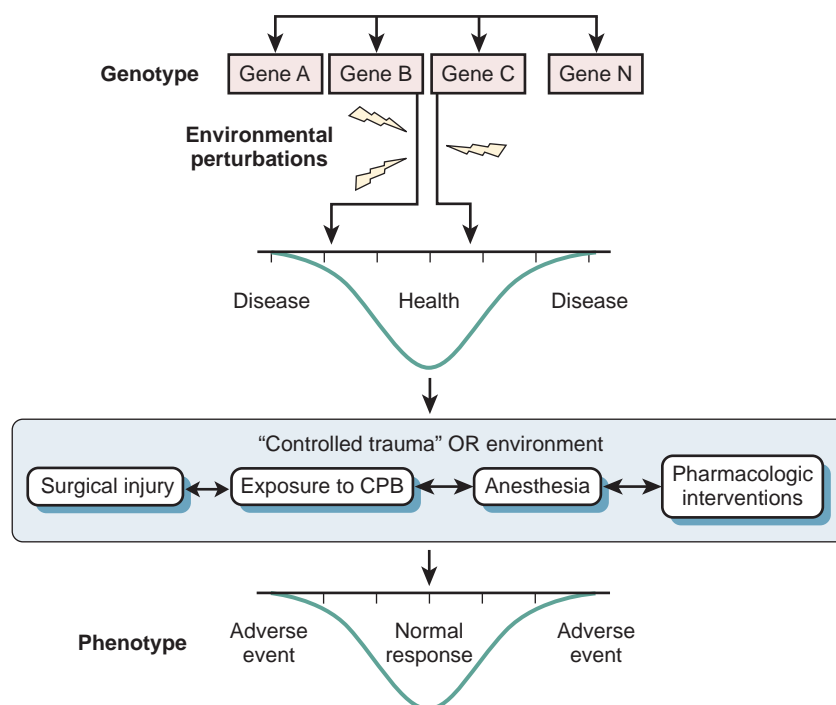 Genotype
Gene A
Gene B
Gene C
Gene N
Environmental
perturbations
Disease
Health
Disease
“Controlled trauma” OR environment
Surgical injury
Exposure to CPB
Anesthesia
Pharmacologic
interventions
Phenotype
Adverse
event
Normal
response
Adverse
event